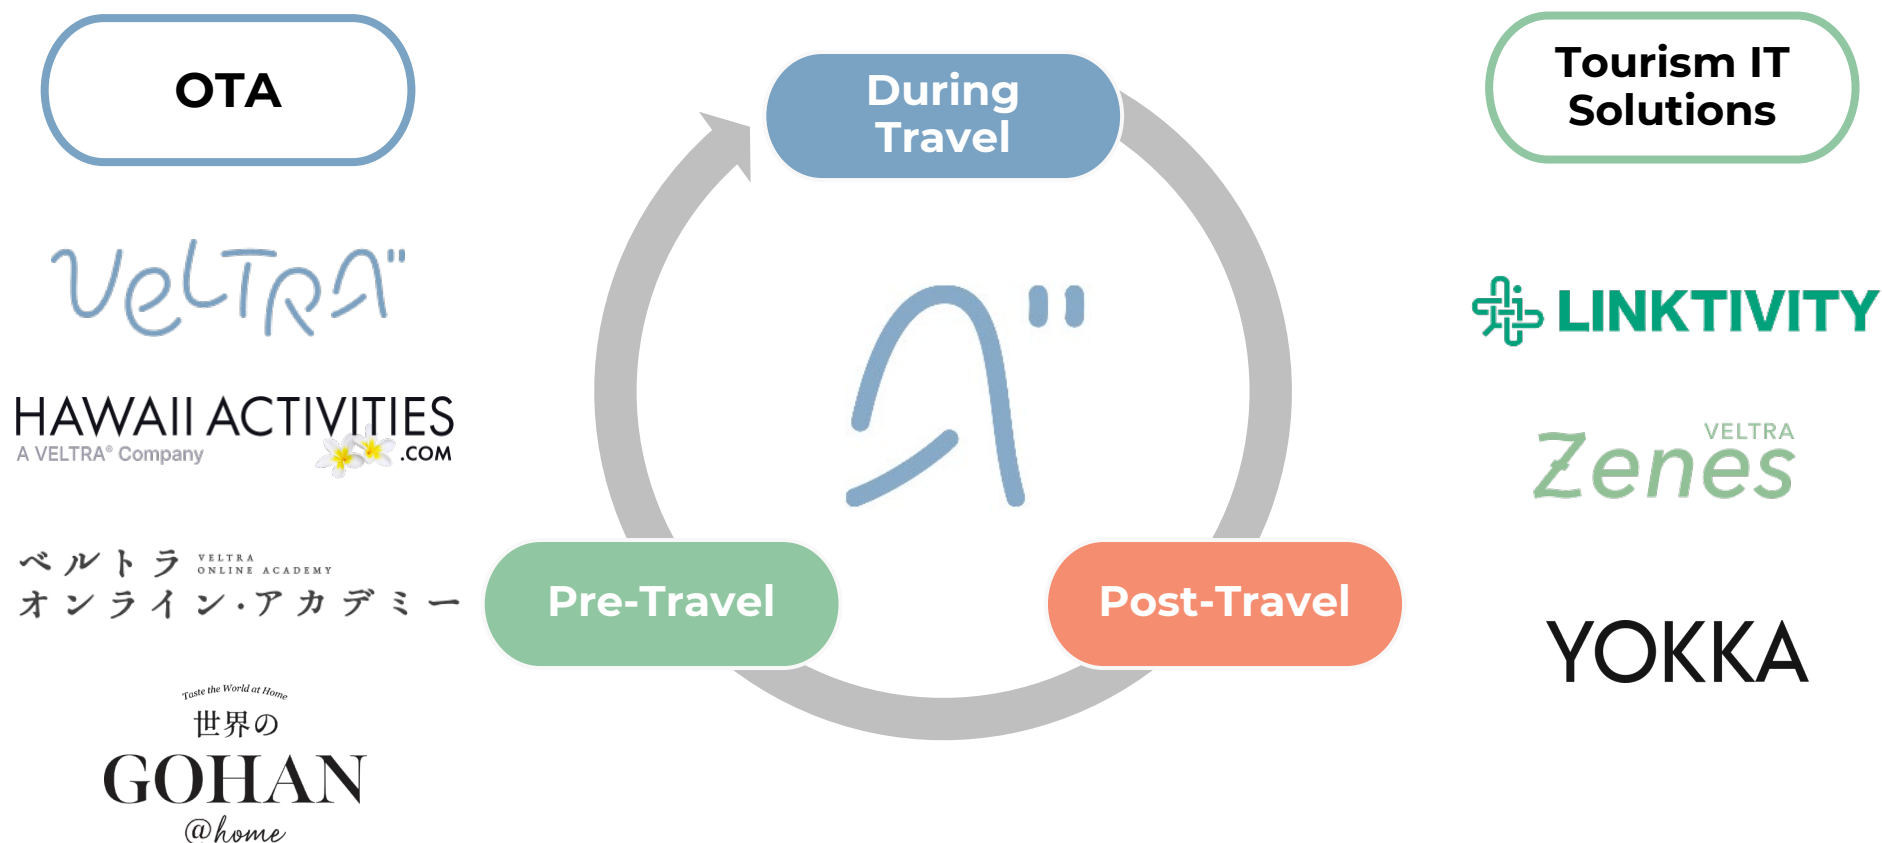 OTA
VELTRA
HAWAII ACTIVITIES
A VELTRA® Company
.COM
ベルトラ
VELTRA
ONLINE ACADEMY
オンライン・アカデミー
Taste the World at Home
世界の
GOHAN
@home
During
Travel
Pre-Travel
Post-Travel
Tourism IT
Solutions
LINKTIVITY
VELTRA
Zenes
YOKKA